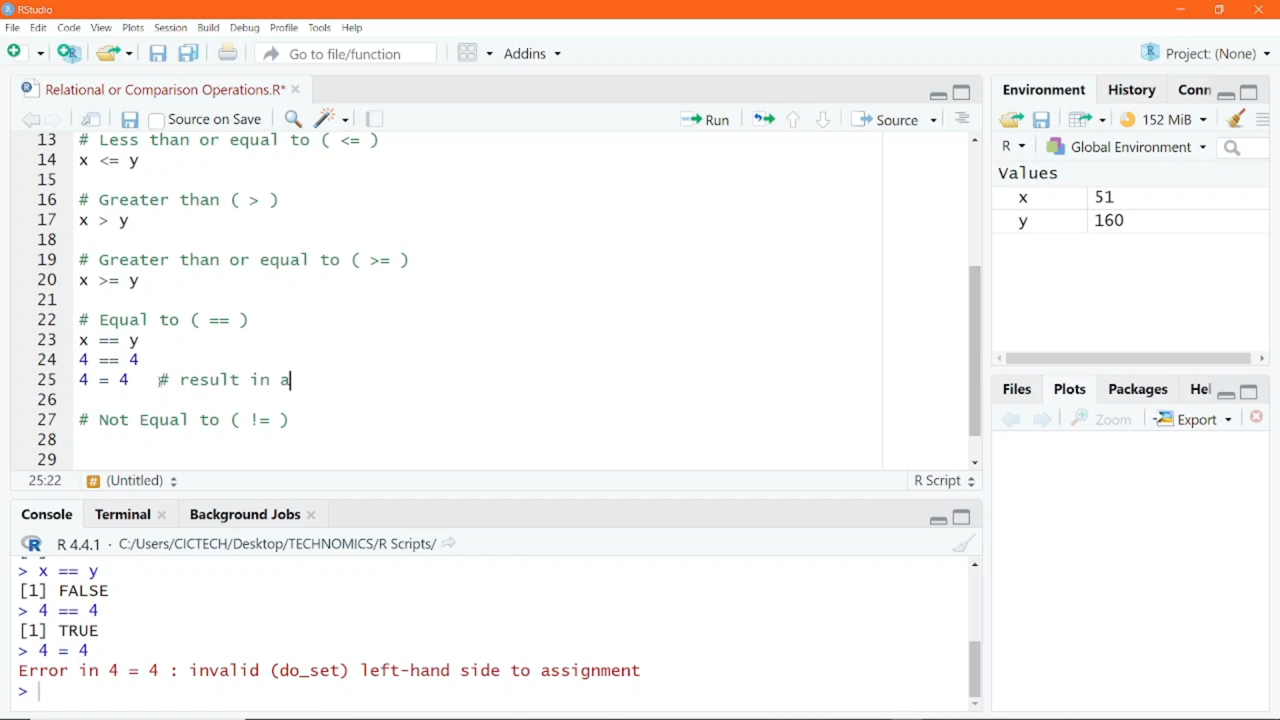 RStudio
File Edit Code View Plots Session Build Debug Profile Tools Help
Go to file/function Addins Project: (None)
Relational or Comparison Operations.R*
Source on Save Run Source
13 # Less than or equal to ( <= )
14 x <= y
15
16 # Greater than ( > )
17 x > y
18
19 # Greater than or equal to ( >= )
20 x >= y
21
22 # Equal to ( == )
23 x == y
24 4 == 4
25 4 = 4 # result in a
26
27 # Not Equal to ( != )
28
29
25:22 (Untitled) R Script
Console Terminal Background Jobs
R 4.4.1 · C:/Users/CICTECH/Desktop/TECHNOMICS/R Scripts/
> x == y
[1] FALSE
> 4 == 4
[1] TRUE
> 4 = 4
Error in 4 = 4 : invalid (do_set) left-hand side to assignment
>
Environment History Conn
152 MiB
R Global Environment
Values
x 51
y 160
Files Plots Packages Hel
Zoom Export